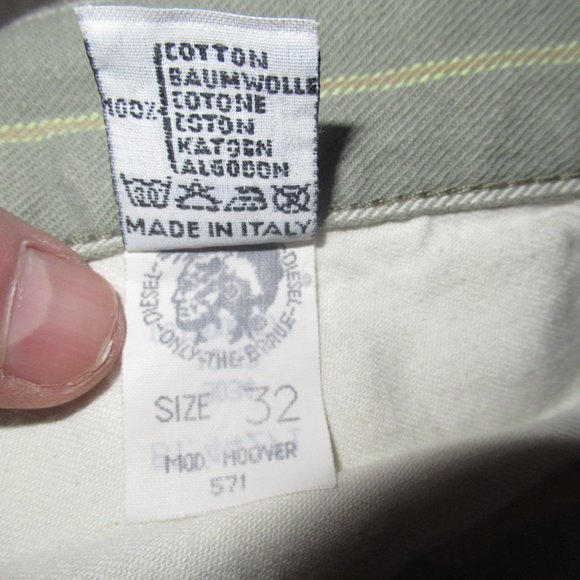 100%
COTTON
BAUMWOLLE
COTONE
COTON
KATOEN
ALGODON
30
MADE IN ITALY
DIESEL
ONLY THE BRAVE
DIESEL
SIZE 32
MOD. HOOVER
571